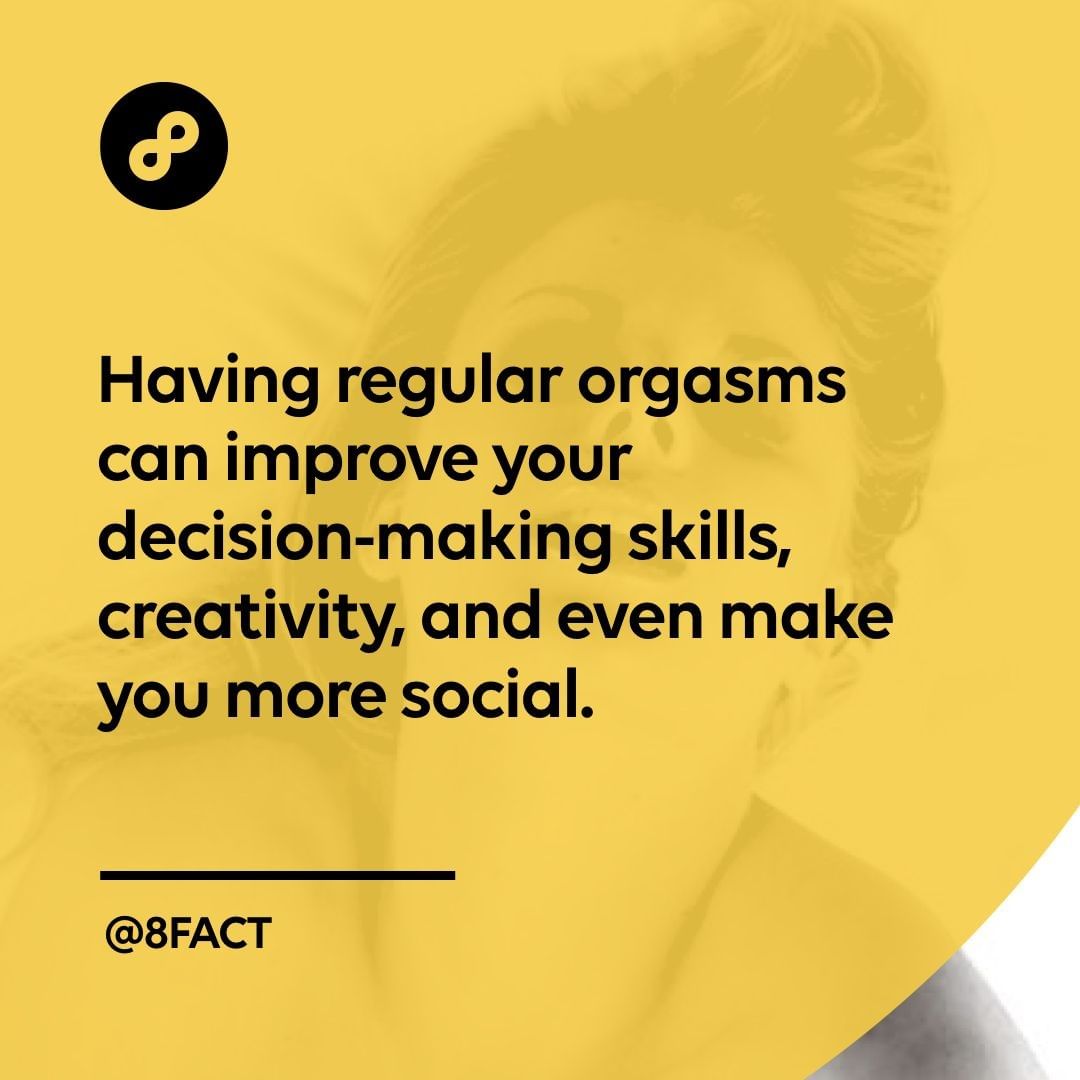 Having regular orgasms
can improve your
decision-making skills,
creativity, and even make
you more social.
@8FACT